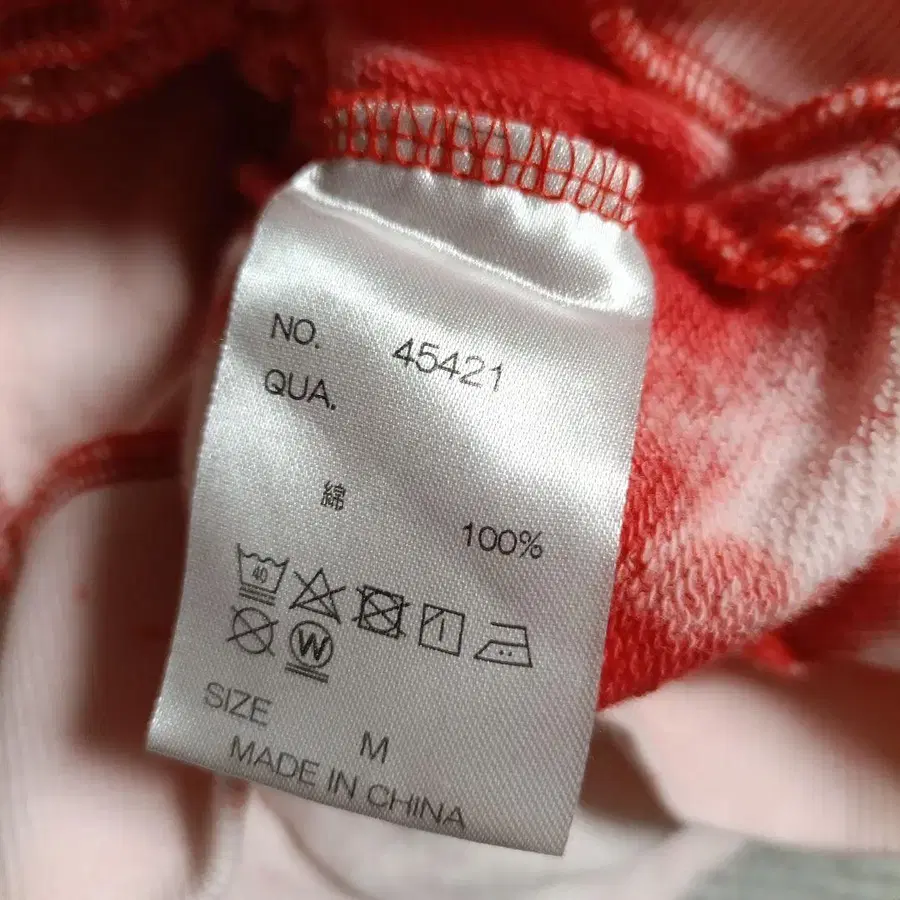 NO. 45421
QUA.
綿 100%
40
W
SIZE M
MADE IN CHINA